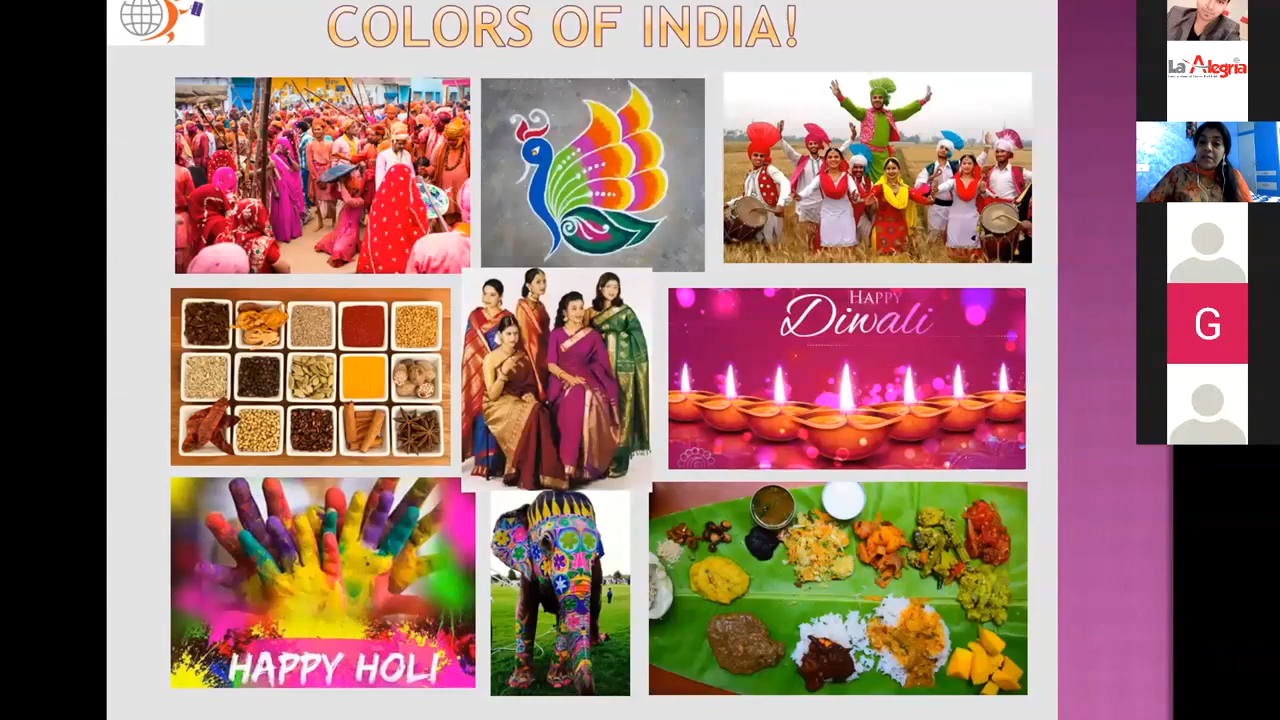 COLORS OF INDIA!
La Alegria
HAPPY
Diwali
G
HAPPY HOLI